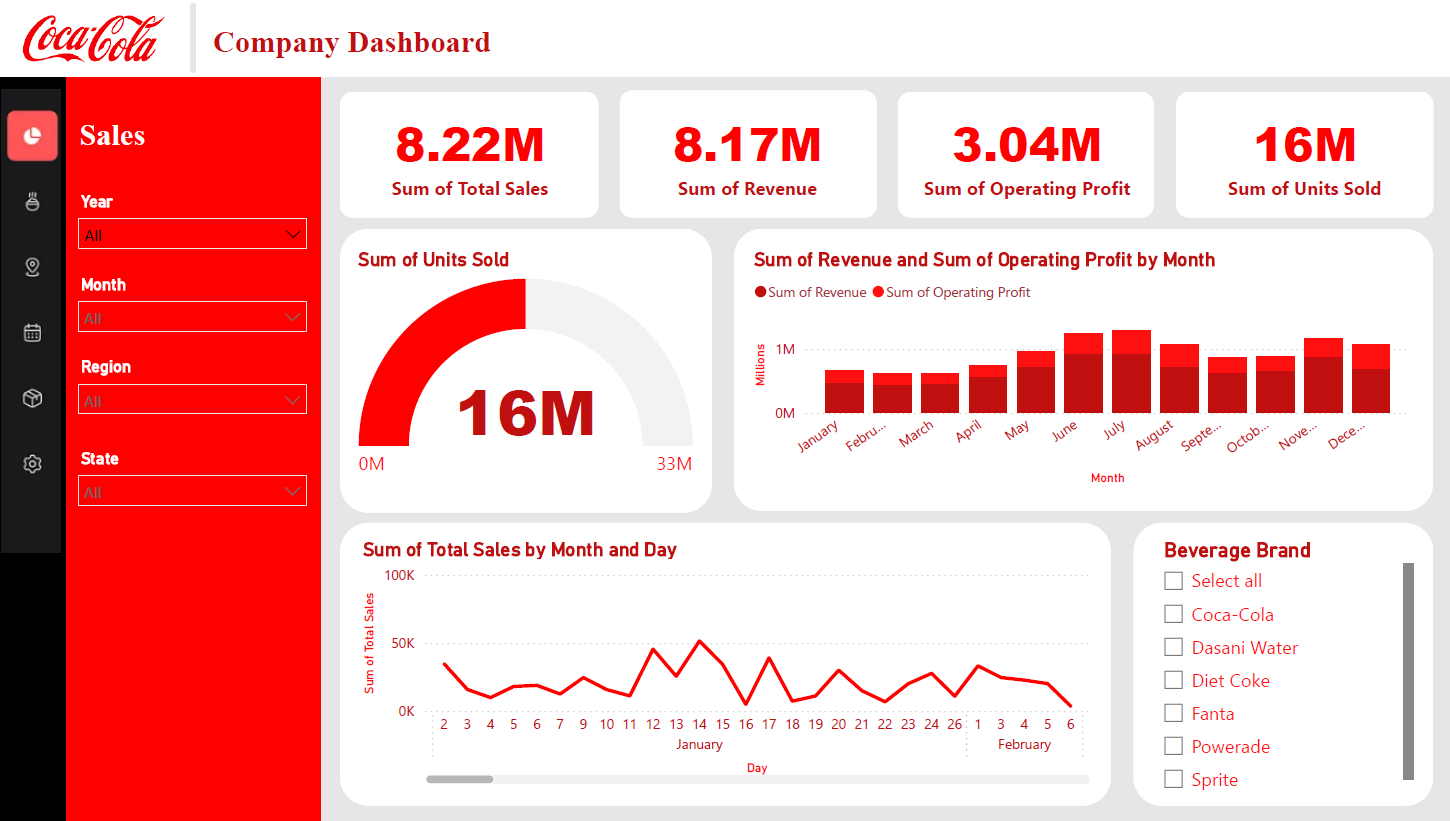 Coca-Cola
Company Dashboard
Sales
Year
All
Month
All
Region
All
State
All
8.22M
Sum of Total Sales
8.17M
Sum of Revenue
3.04M
Sum of Operating Profit
16M
Sum of Units Sold
Sum of Units Sold
16M
0M
33M
Sum of Revenue and Sum of Operating Profit by Month
Sum of Revenue Sum of Operating Profit
Millions
1M
0M
January Febru... March April May June July August Septe... Octob... Nove... Dece...
Month
Sum of Total Sales by Month and Day
Sum of Total Sales
100K
50K
0K
2 3 4 5 6 7 9 10 11 12 13 14 15 16 17 18 19 20 21 22 23 24 26 1 3 4 5 6
January February
Day
Beverage Brand
Select all
Coca-Cola
Dasani Water
Diet Coke
Fanta
Powerade
Sprite